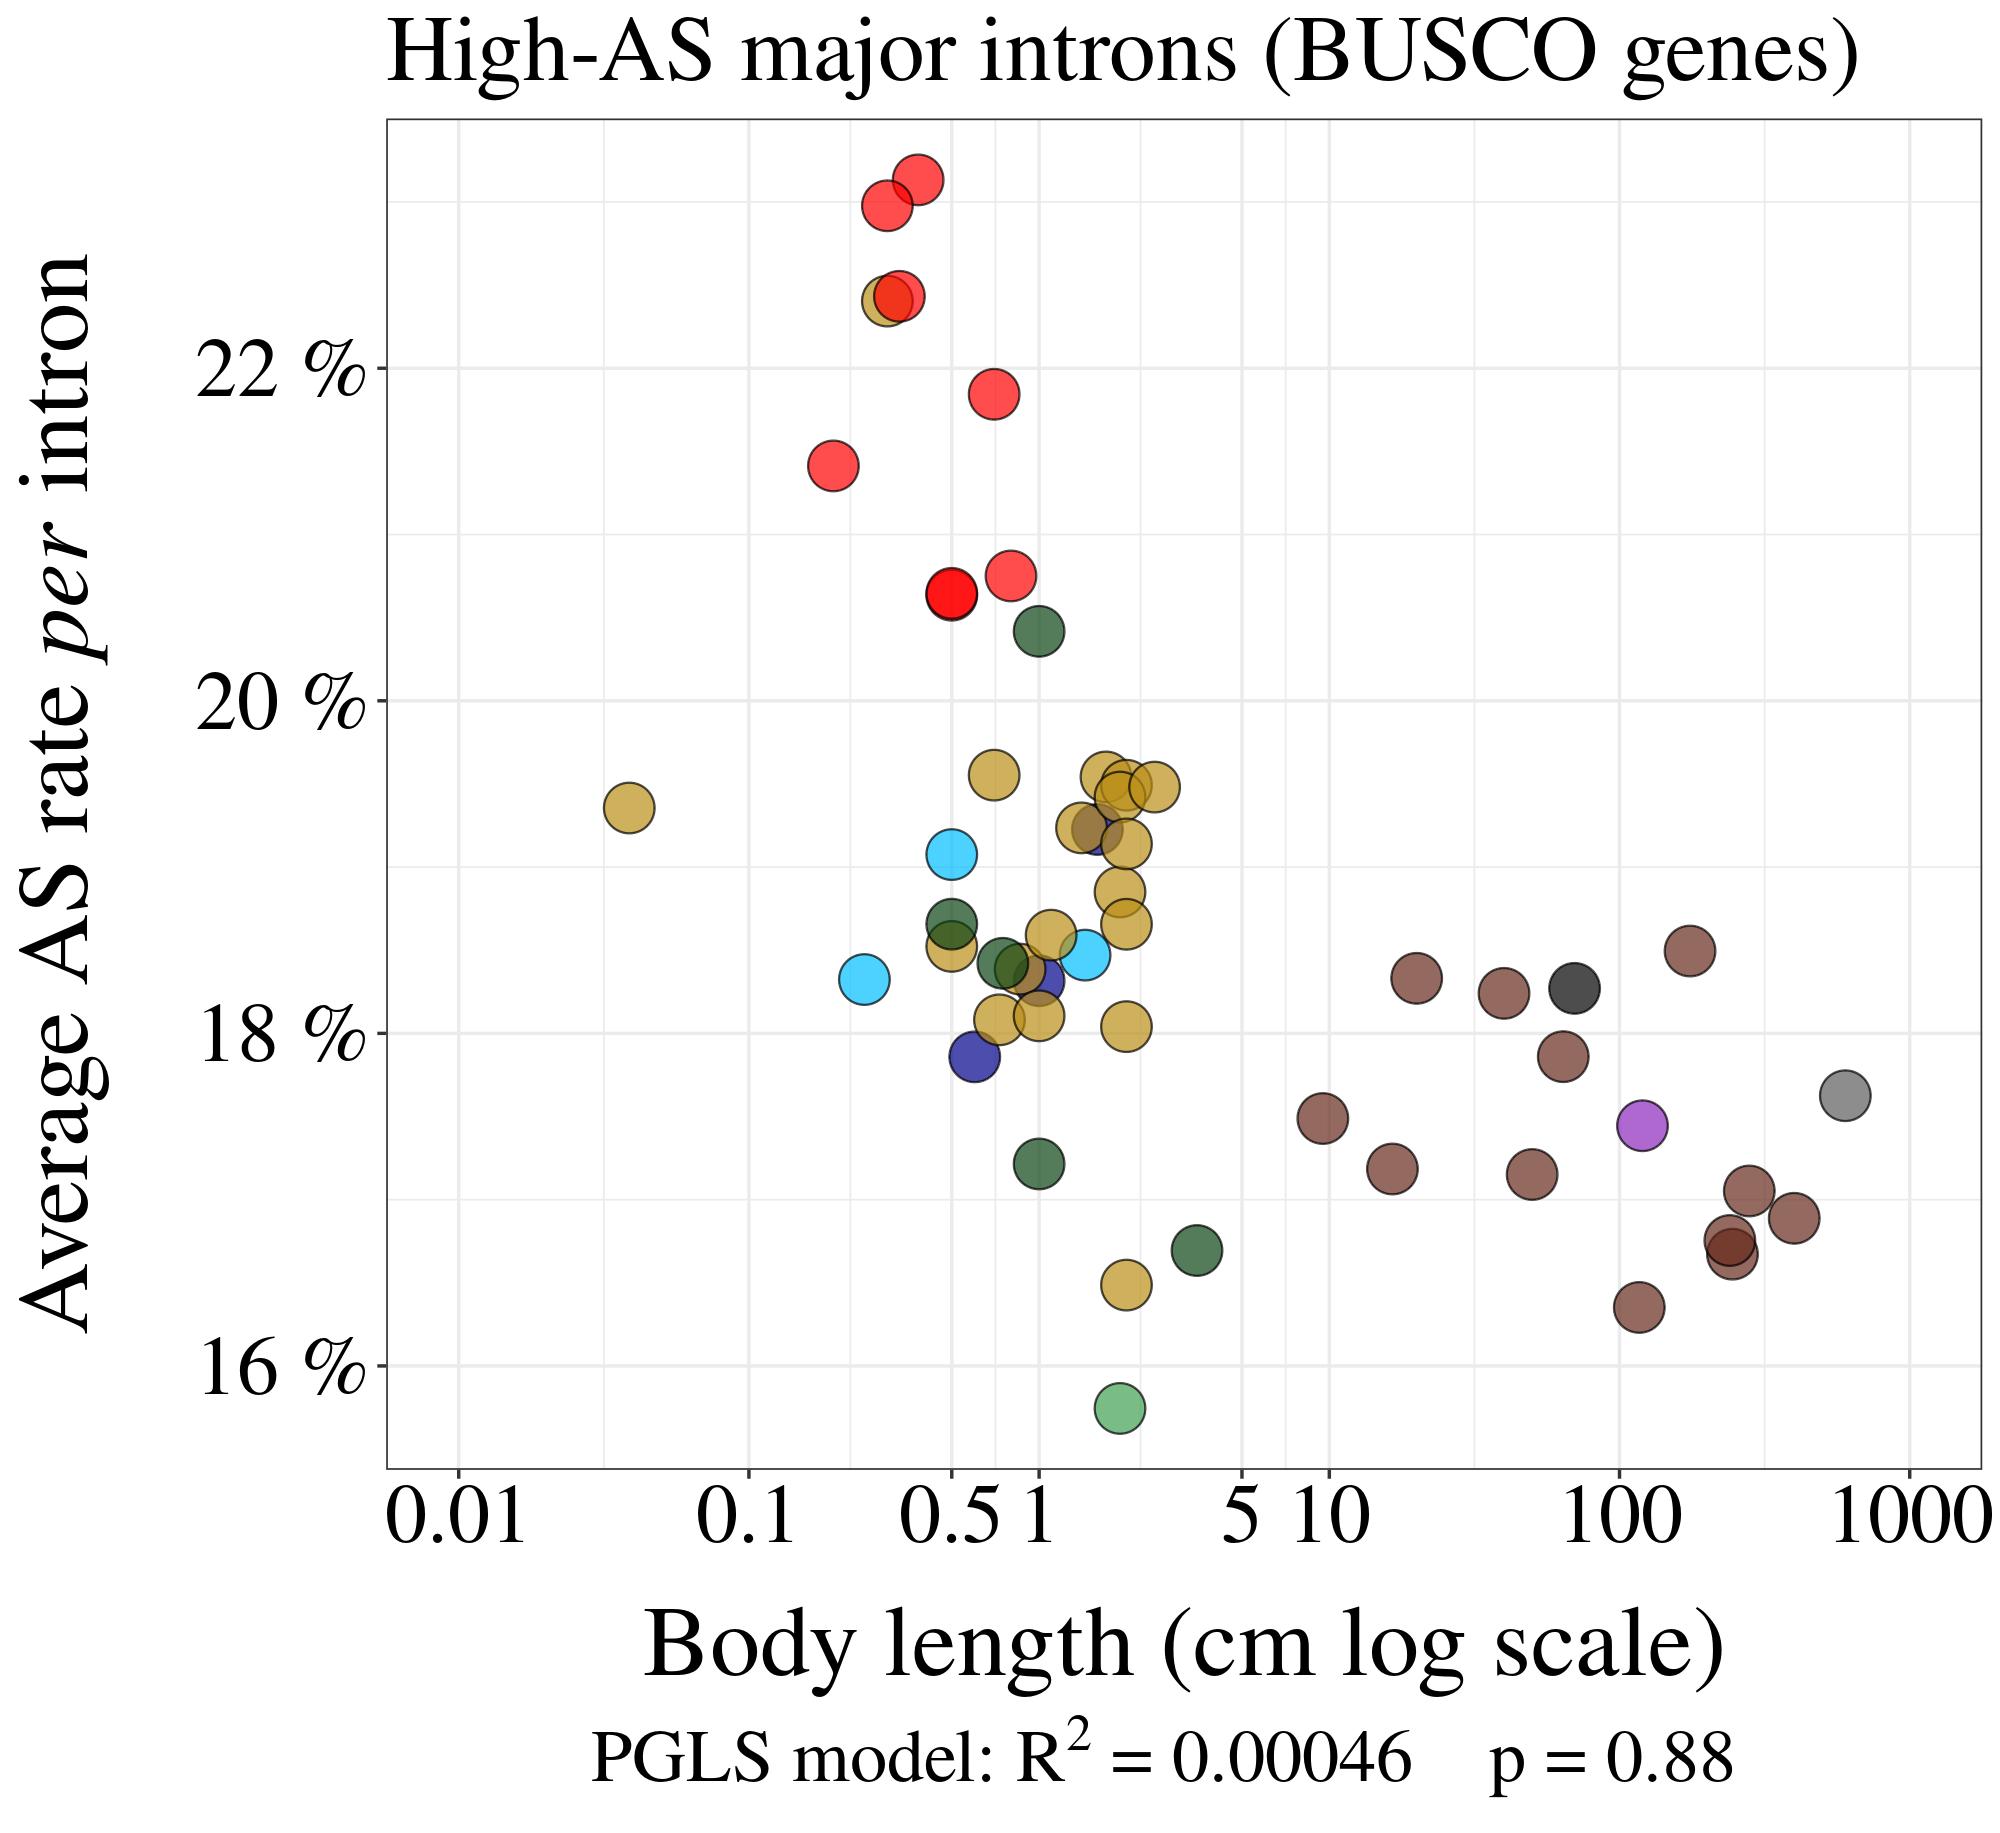 High-AS major introns (BUSCO genes)
Average AS rate per intron
22 %
20 %
18 %
16 %
0.01 0.1 0.5 1 5 10 100 1000
Body length (cm log scale)
PGLS model: R² = 0.00046 p = 0.88